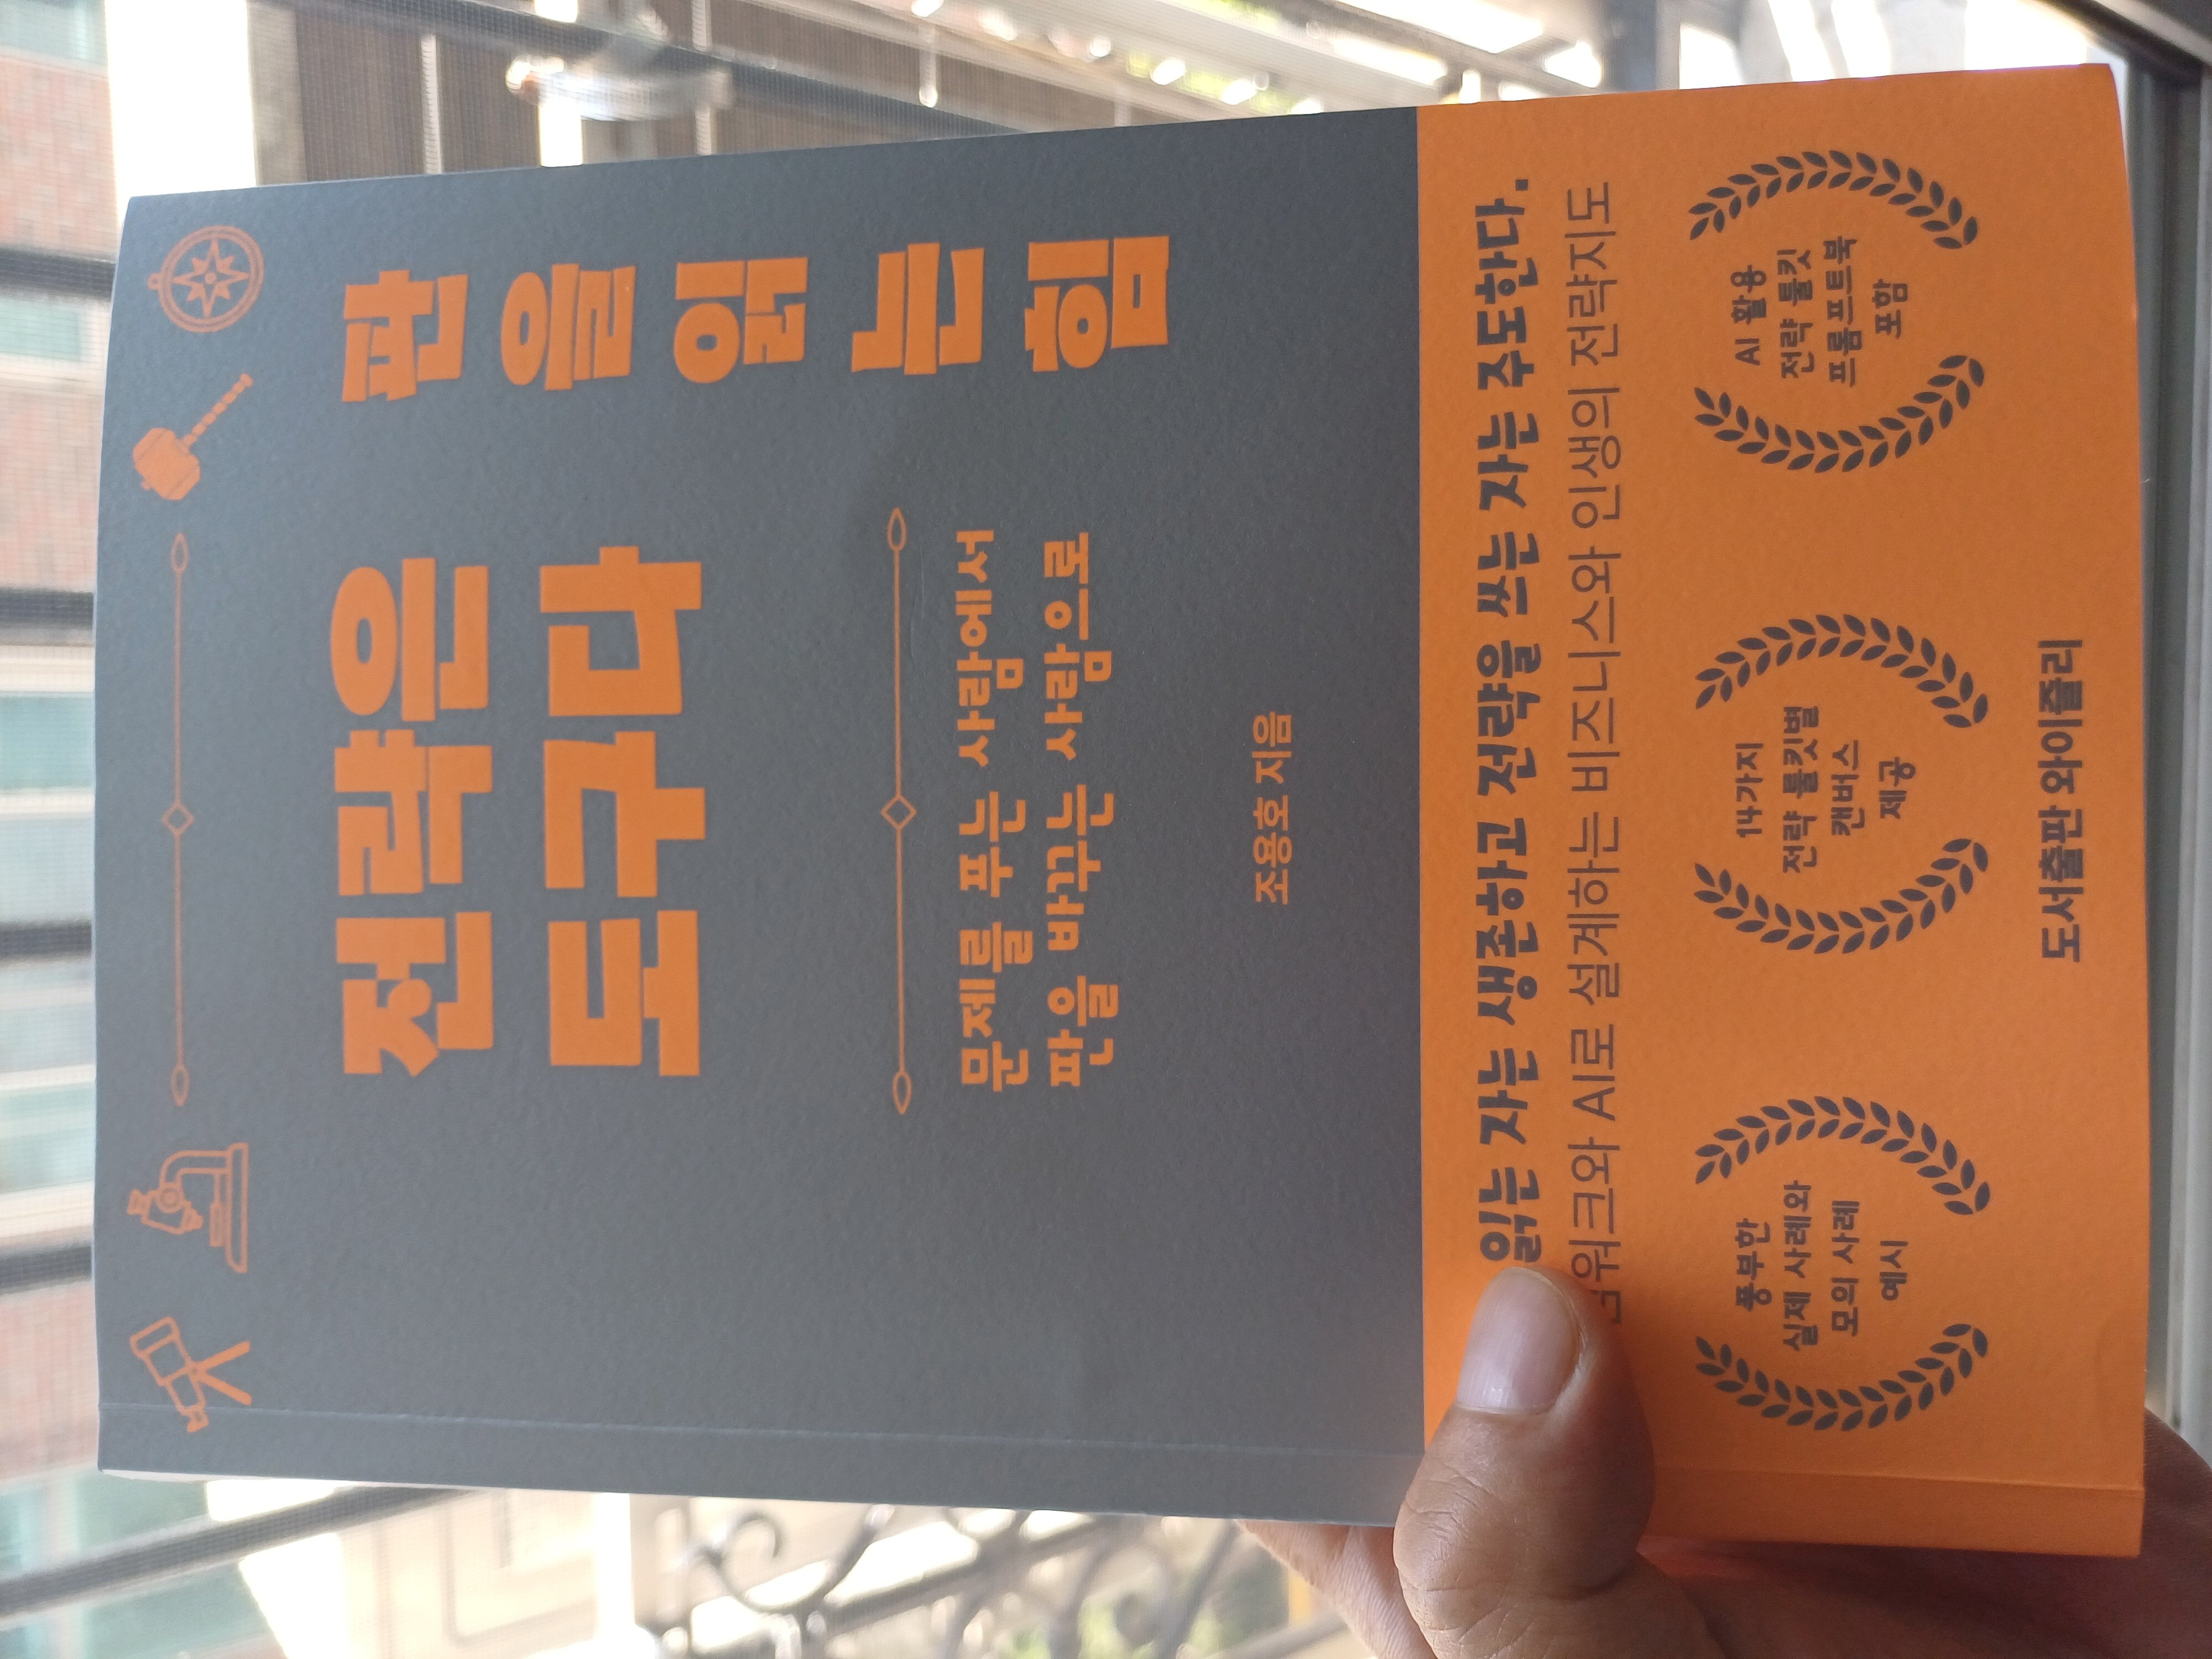 전략은
도구다
판을읽는힘
문제를 푸는 사람에서
판을 바꾸는 사람으로
조용호 지음
읽는 자는 생존하고 전략을 쓰는 자는 주도한다.
AI로 설계하는 비즈니스와 인생의 전략지도
풍부한
실제 사례와
모의 사례
예시
14가지
전략 툴킷별
캔버스
제공
AI 활용
전략 툴킷
프롬프트북
포함
도서출판 와이즐리